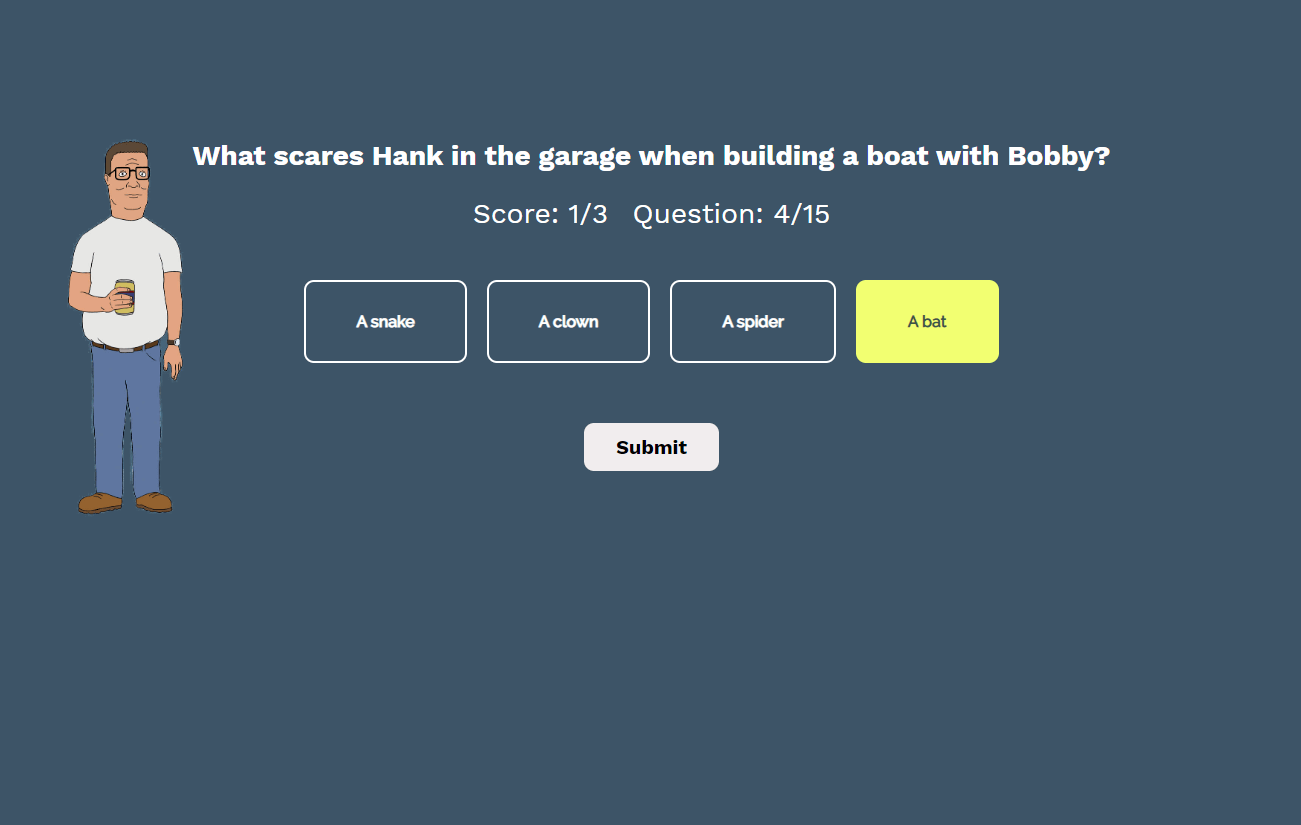 What scares Hank in the garage when building a boat with Bobby?
Score: 1/3 Question: 4/15
A snake
A clown
A spider
A bat
Submit